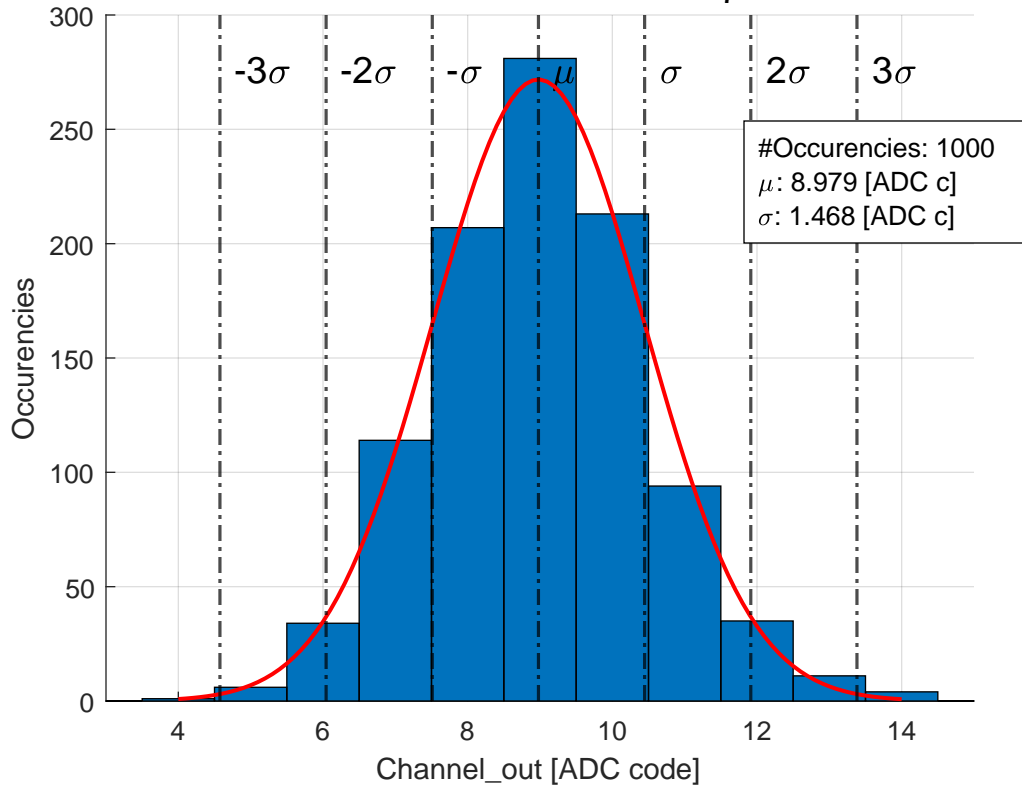 300
250
200
150
100
50
0
-3σ -2σ -σ μ σ 2σ 3σ
#Occurencies: 1000
μ: 8.979 [ADC c]
σ: 1.468 [ADC c]
Occurencies
4 6 8 10 12 14
Channel_out [ADC code]